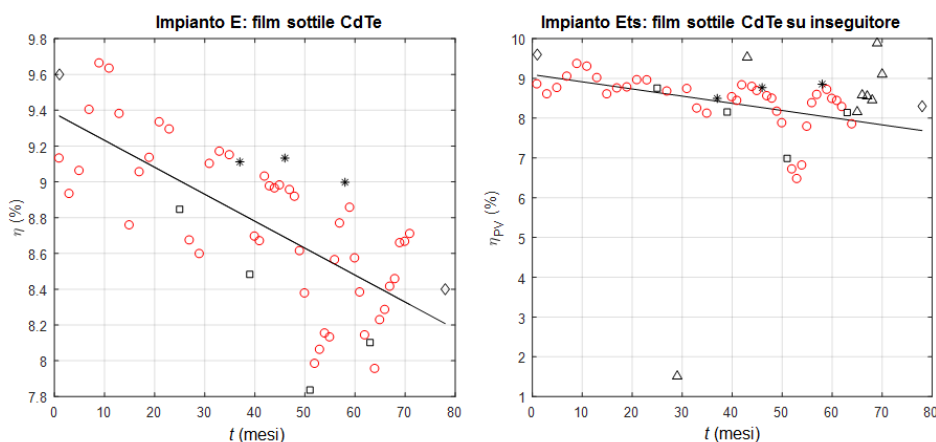 Impianto E: film sottile CdTe
9.8
9.6
9.4
9.2
9
8.8
8.6
8.4
8.2
8
7.8
η (%)
0 10 20 30 40 50 60 70 80
t (mesi)
Impianto Ets: film sottile CdTe su inseguitore
10
9
8
7
6
5
4
3
2
1
ηPV (%)
0 10 20 30 40 50 60 70 80
t (mesi)